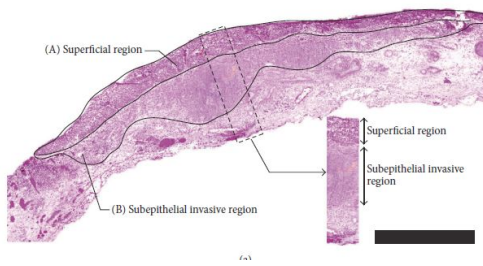 (A) Superficial region
Superficial region
Subepithelial invasive
region
(B) Subepithelial invasive region
(a)